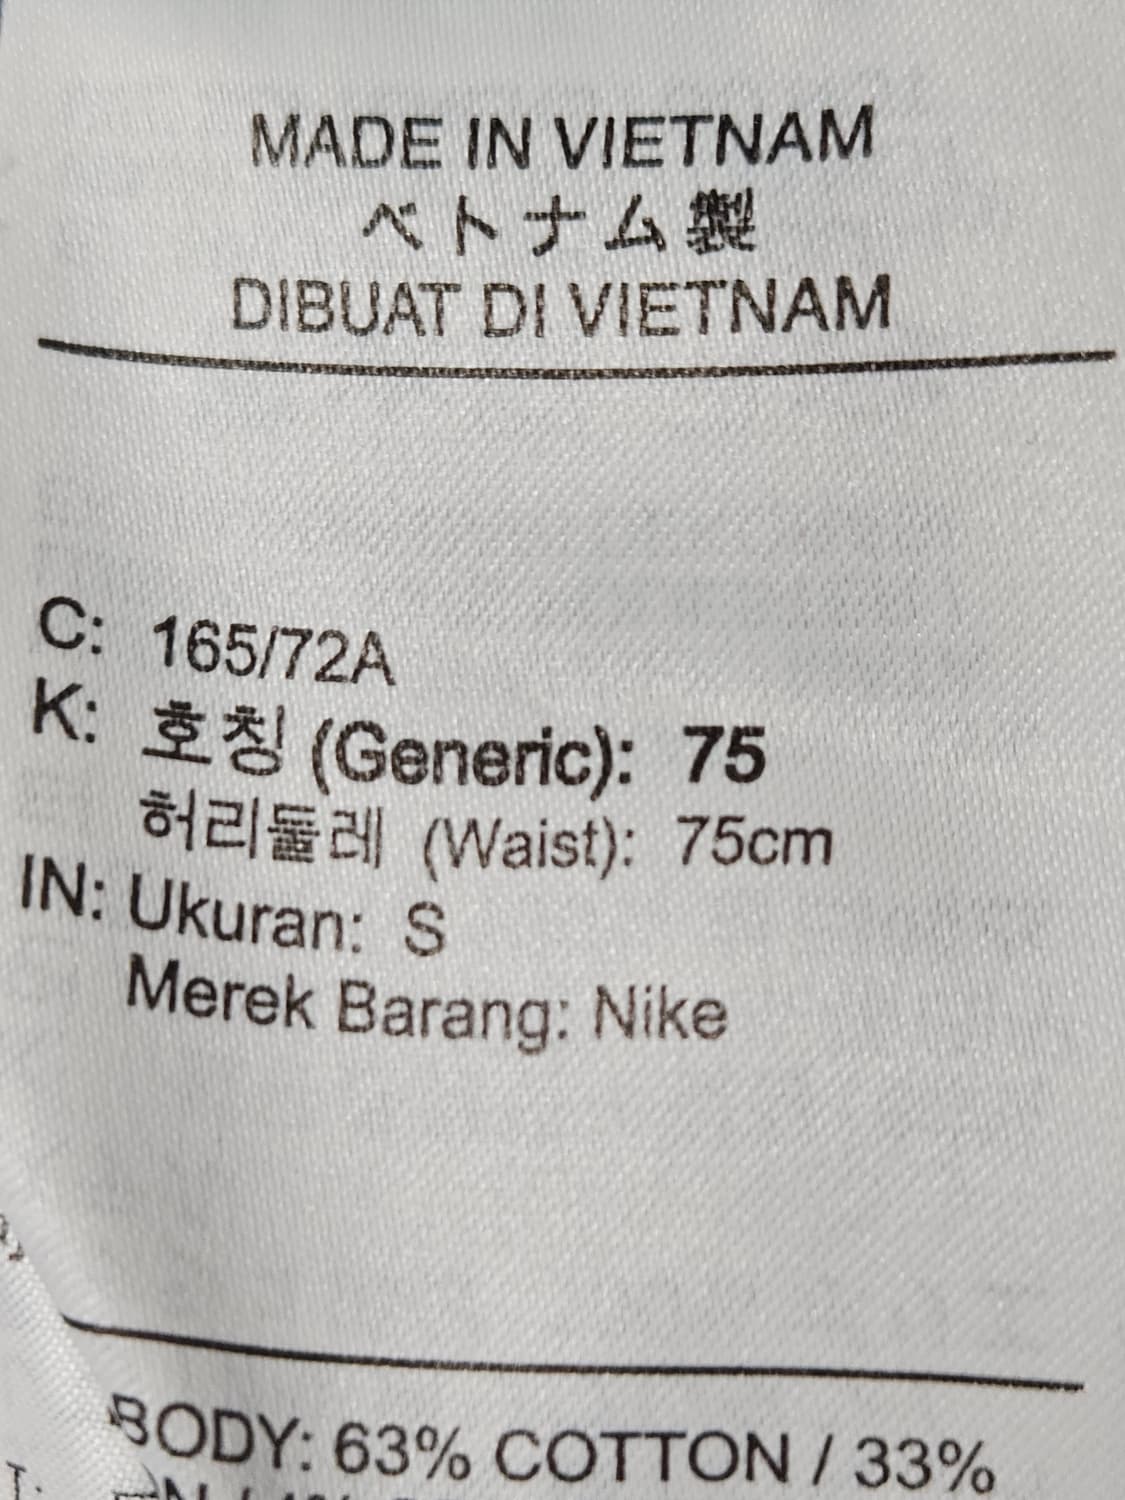 MADE IN VIETNAM
ベトナム製
DIBUAT DI VIETNAM
C: 165/72A
K: 호칭 (Generic): 75
허리둘레 (Waist): 75cm
IN: Ukuran: S
Merek Barang: Nike
BODY: 63% COTTON / 33%